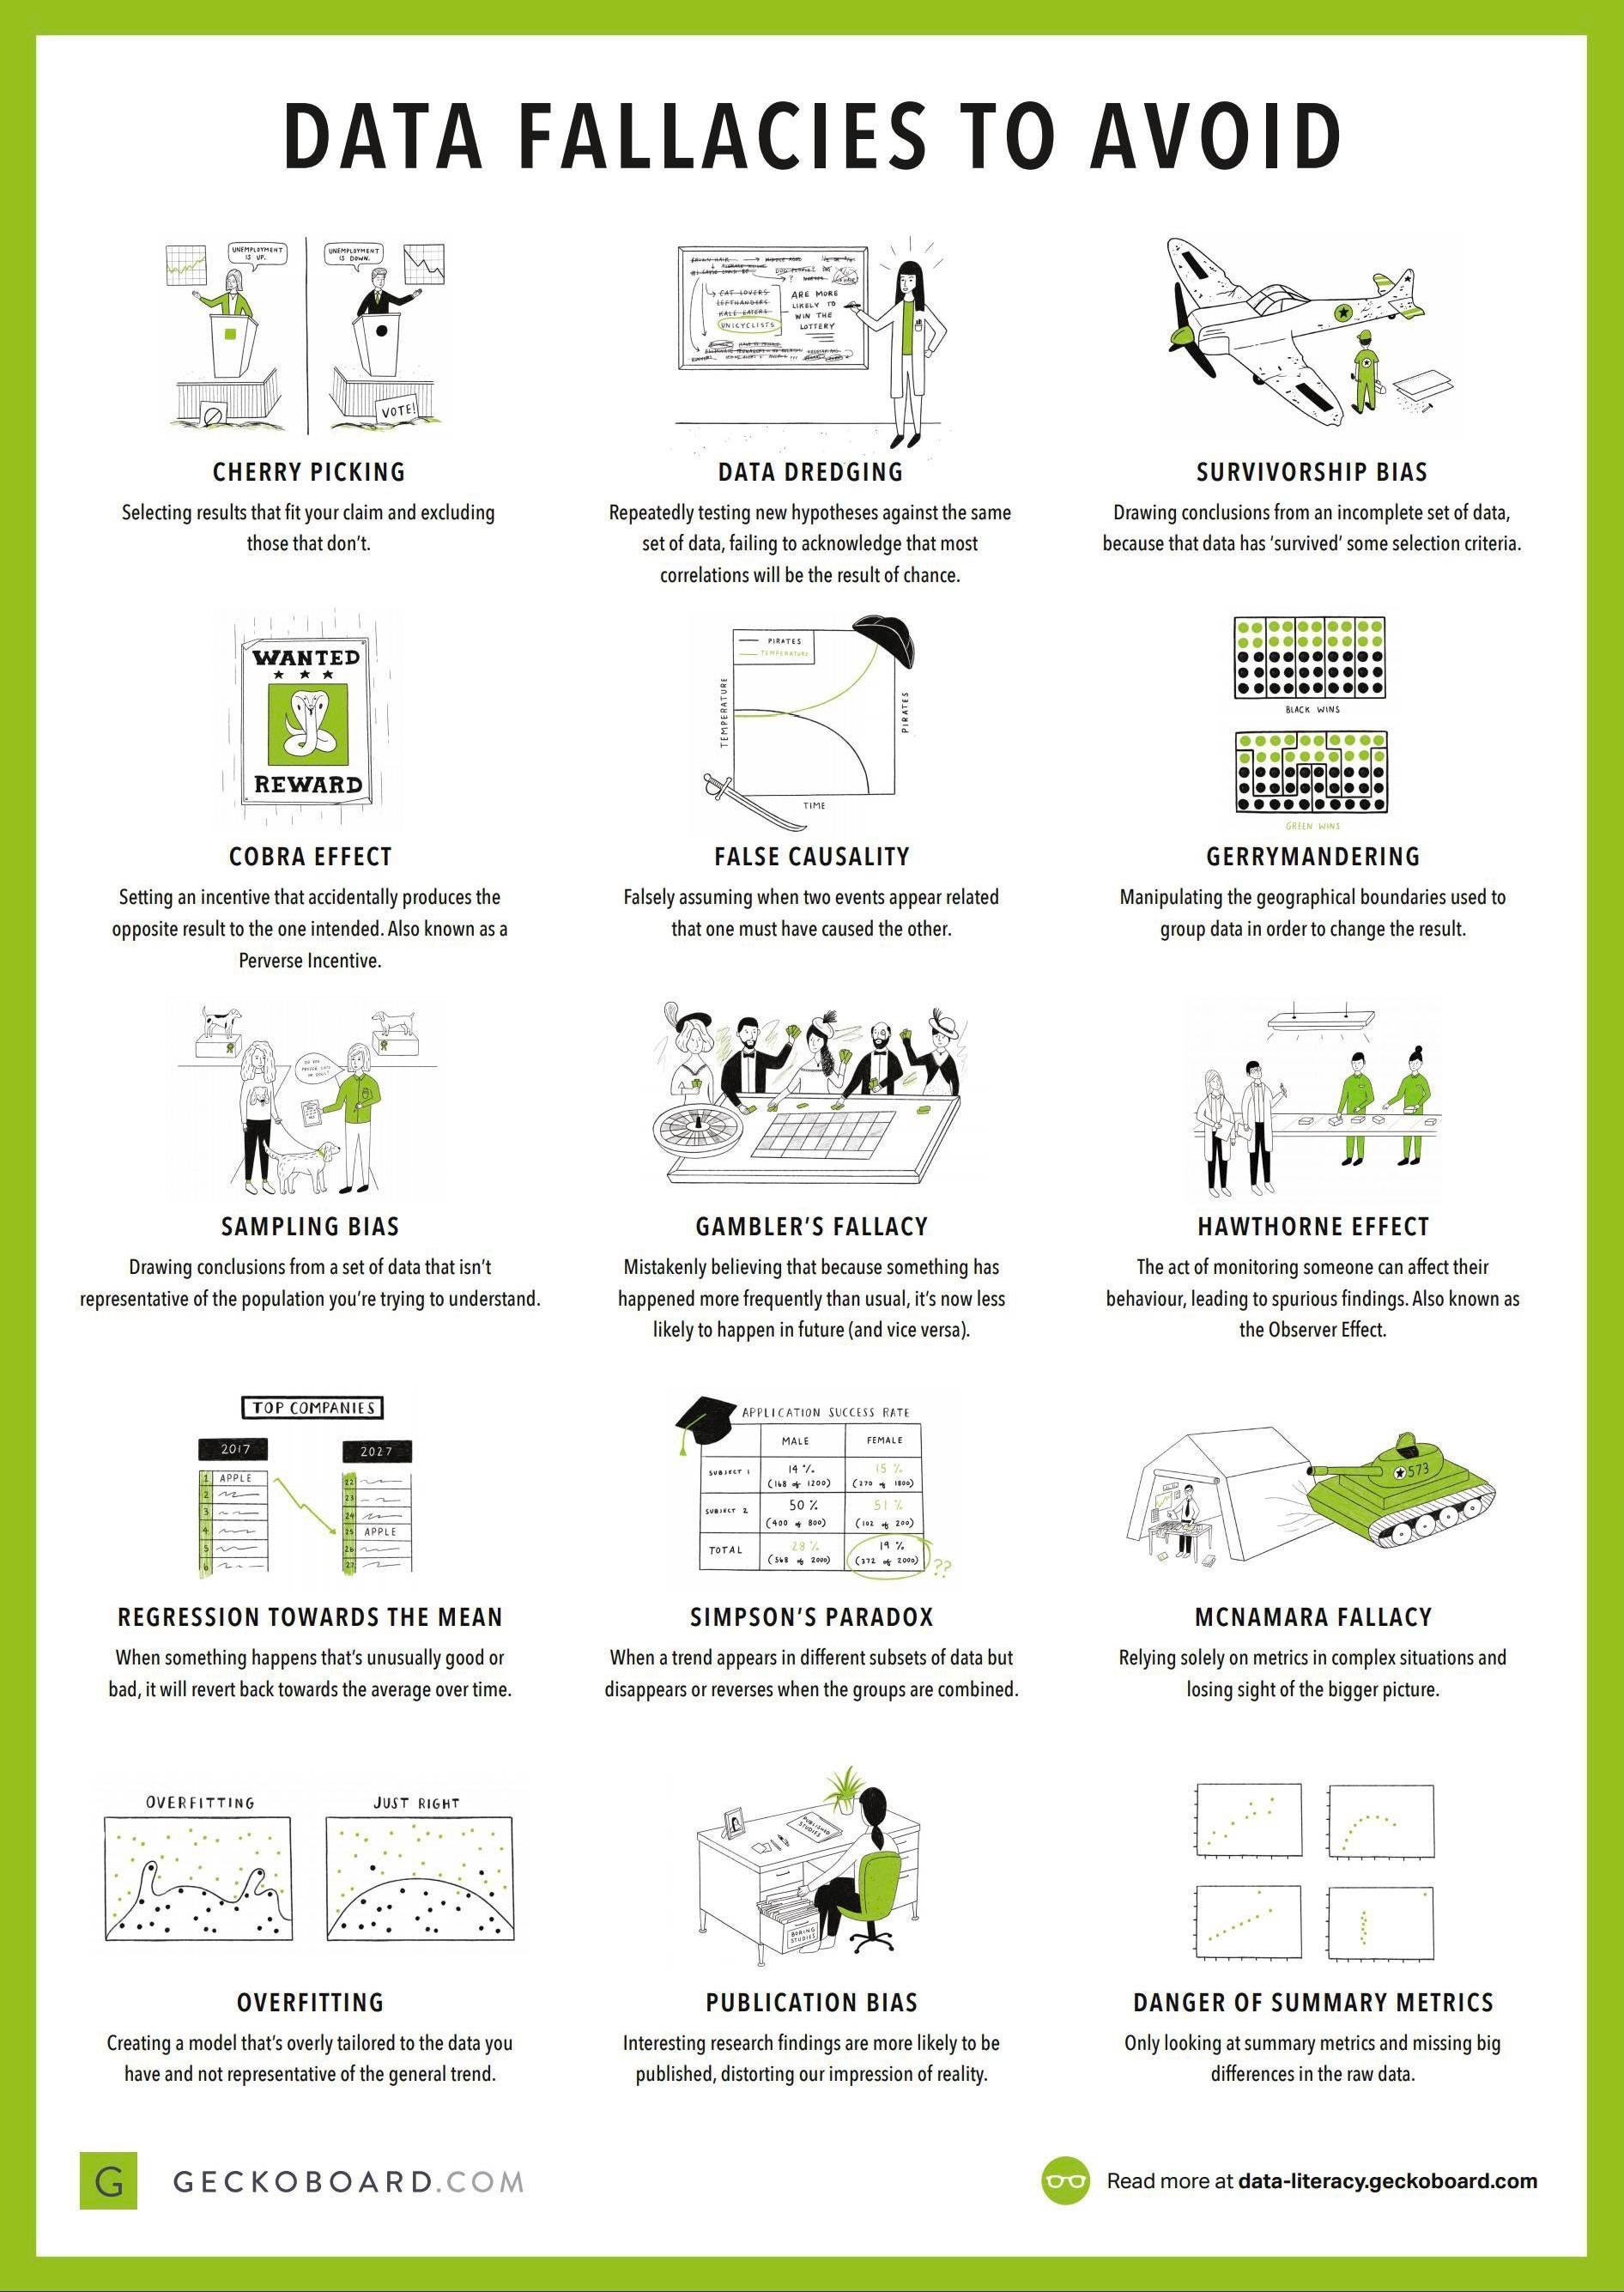 DATA FALLACIES TO AVOID
UNEMPLOYMENT
IS UP.
UNEMPLOYMENT
IS DOWN.
VOTE!
CHERRY PICKING
Selecting results that fit your claim and excluding
those that don’t.
CAT LOVERS
LEFTHANDERS
KALE EATERS
UNICYCLISTS
ARE MORE
LIKELY TO
WIN THE
LOTTERY
DATA DREDGING
Repeatedly testing new hypotheses against the same
set of data, failing to acknowledge that most
correlations will be the result of chance.
SURVIVORSHIP BIAS
Drawing conclusions from an incomplete set of data,
because that data has ‘survived’ some selection criteria.
WANTED
REWARD
COBRA EFFECT
Setting an incentive that accidentally produces the
opposite result to the one intended. Also known as a
Perverse Incentive.
PIRATES
TEMPERATURE
TEMPERATURE
PIRATES
TIME
FALSE CAUSALITY
Falsely assuming when two events appear related
that one must have caused the other.
BLACK WINS
GREEN WINS
GERRYMANDERING
Manipulating the geographical boundaries used to
group data in order to change the result.
DO YOU
PREFER CATS
OR DOGS?
SAMPLING BIAS
Drawing conclusions from a set of data that isn’t
representative of the population you’re trying to understand.
GAMBLER’S FALLACY
Mistakenly believing that because something has
happened more frequently than usual, it’s now less
likely to happen in future (and vice versa).
HAWTHORNE EFFECT
The act of monitoring someone can affect their
behaviour, leading to spurious findings. Also known as
the Observer Effect.
TOP COMPANIES
2017
1 APPLE
2
3
4
5
6
2027
22
23
24
25 APPLE
26
27
REGRESSION TOWARDS THE MEAN
When something happens that’s unusually good or
bad, it will revert back towards the average over time.
APPLICATION SUCCESS RATE
MALE FEMALE
SUBJECT 1 14 % 15 %
(168 of 1200) (270 of 1800)
SUBJECT 2 50 % 51 %
(400 of 800) (102 of 200)
TOTAL 28 % 19 %
(568 of 2000) (372 of 2000) ??
SIMPSON’S PARADOX
When a trend appears in different subsets of data but
disappears or reverses when the groups are combined.
573
MCNAMARA FALLACY
Relying solely on metrics in complex situations and
losing sight of the bigger picture.
OVERFITTING
JUST RIGHT
OVERFITTING
Creating a model that’s overly tailored to the data you
have and not representative of the general trend.
PUBLISHED
STUDIES
BORING
STUDIES
PUBLICATION BIAS
Interesting research findings are more likely to be
published, distorting our impression of reality.
DANGER OF SUMMARY METRICS
Only looking at summary metrics and missing big
differences in the raw data.
G GECKOBOARD.COM
Read more at data-literacy.geckoboard.com